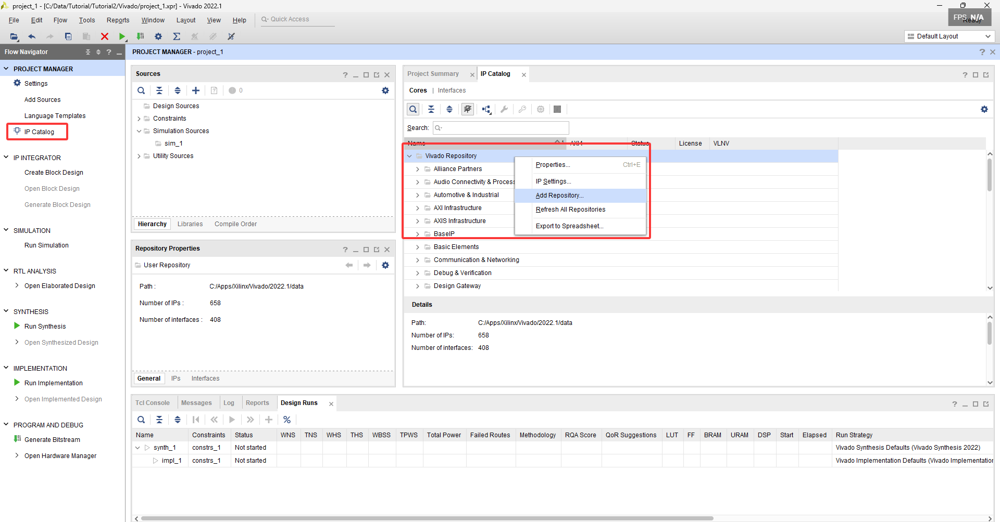 project_1 - [C:/Data/Tutorial/Tutorial2/Vivado/project_1.xpr] - Vivado 2022.1
File Edit Flow Tools Reports Window Layout View Help Quick Access
FPS N/A
Ready
Default Layout
Flow Navigator
PROJECT MANAGER - project_1
PROJECT MANAGER
Settings
Add Sources
Language Templates
IP Catalog
IP INTEGRATOR
Create Block Design
Open Block Design
Generate Block Design
SIMULATION
Run Simulation
RTL ANALYSIS
Open Elaborated Design
SYNTHESIS
Run Synthesis
Open Synthesized Design
IMPLEMENTATION
Run Implementation
Open Implemented Design
PROGRAM AND DEBUG
Generate Bitstream
Open Hardware Manager
Sources
0
Design Sources
Constraints
Simulation Sources
sim_1
Utility Sources
Hierarchy Libraries Compile Order
Repository Properties
User Repository
Path : C:/Apps/Xilinx/Vivado/2022.1/data
Number of IPs : 658
Number of interfaces : 408
General IPs Interfaces
Project Summary IP Catalog
Cores | Interfaces
Search:
Name 1 AXI4 Status License VLNV
Vivado Repository
Alliance Partners
Audio Connectivity & Process
Automotive & Industrial
AXI Infrastructure
AXIS Infrastructure
BaseIP
Basic Elements
Communication & Networking
Debug & Verification
Design Gateway
Properties... Ctrl+E
IP Settings...
Add Repository...
Refresh All Repositories
Export to Spreadsheet...
Details
Path: C:/Apps/Xilinx/Vivado/2022.1/data
Number of IPs: 658
Number of interfaces: 408
Tcl Console Messages Log Reports Design Runs
Name Constraints Status WNS TNS WHS THS WBSS TPWS Total Power Failed Routes Methodology RQA Score QoR Suggestions LUT FF BRAM URAM DSP Start Elapsed Run Strategy
synth_1 constrs_1 Not started Vivado Synthesis Defaults (Vivado Synthesis 2022)
impl_1 constrs_1 Not started Vivado Implementation Defaults (Vivado Implementation